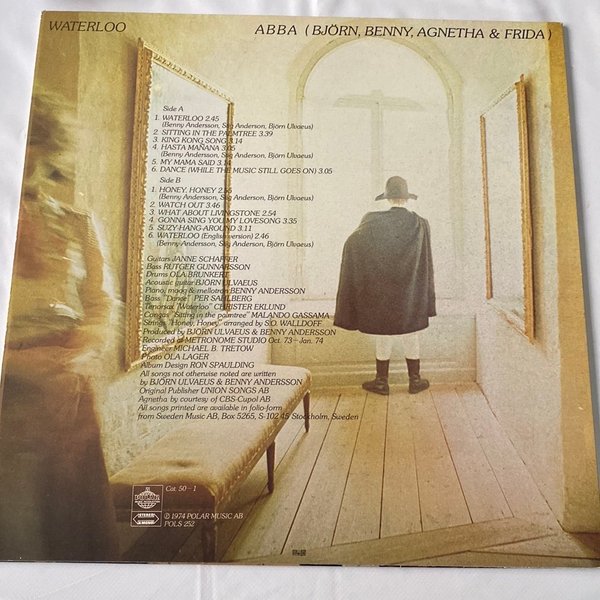 WATERLOO
ABBA (BJÖRN, BENNY, AGNETHA & FRIDA)
Side A
1. WATERLOO 2.45
(Benny Andersson, Stig Anderson, Björn Ulvaeus)
2. SITTING IN THE PALMTREE 3.39
3. KING KONG SONG 3.14
4. HASTA MAÑANA 3.05
(Benny Andersson, Stig Anderson, Björn Ulvaeus)
5. MY MAMA SAID 3.14
6. DANCE (WHILE THE MUSIC STILL GOES ON) 3.05
Side B
1. HONEY, HONEY 2.55
(Benny Andersson, Stig Anderson, Björn Ulvaeus)
2. WATCH OUT 3.46
3. WHAT ABOUT LIVINGSTONE 2.54
4. GONNA SING YOU MY LOVESONG 3.35
5. SUZY-HANG-AROUND 3.11
6. WATERLOO (English version) 2.46
(Benny Andersson, Stig Anderson, Björn Ulvaeus)
Guitars JANNE SCHAFFER
Bass RUTGER GUNNARSSON
Drums OLA BRUNKERT
Acoustic guitar BJÖRN ULVAEUS
Piano, moog & mellotron BENNY ANDERSSON
Bass "Dance" PER SAHLBERG
Tenorsax "Waterloo" CHRISTER EKLUND
Congas "Sitting in the palmtree" MALANDO GASSAMA
Strings "Honey, Honey" arranged by S.O. WALLDOFF
Produced by BJÖRN ULVAEUS & BENNY ANDERSSON
Recorded at METRONOME STUDIO Oct. 73 – Jan. 74
Engineer MICHAEL B. TRETOW
Photo OLA LAGER
Album Design RON SPAULDING
All songs not otherwise noted are written
by BJÖRN ULVAEUS & BENNY ANDERSSON
Original Publisher UNION SONGS AB
Agnetha by courtesy of CBS-Cupol AB
All songs printed are available in folio-form
from Sweden Music AB, Box 5265, S-102 45 Stockholm, Sweden
Cat. 50-1
STEREO
& MONO
℗ 1974 POLAR MUSIC AB
POLS 252